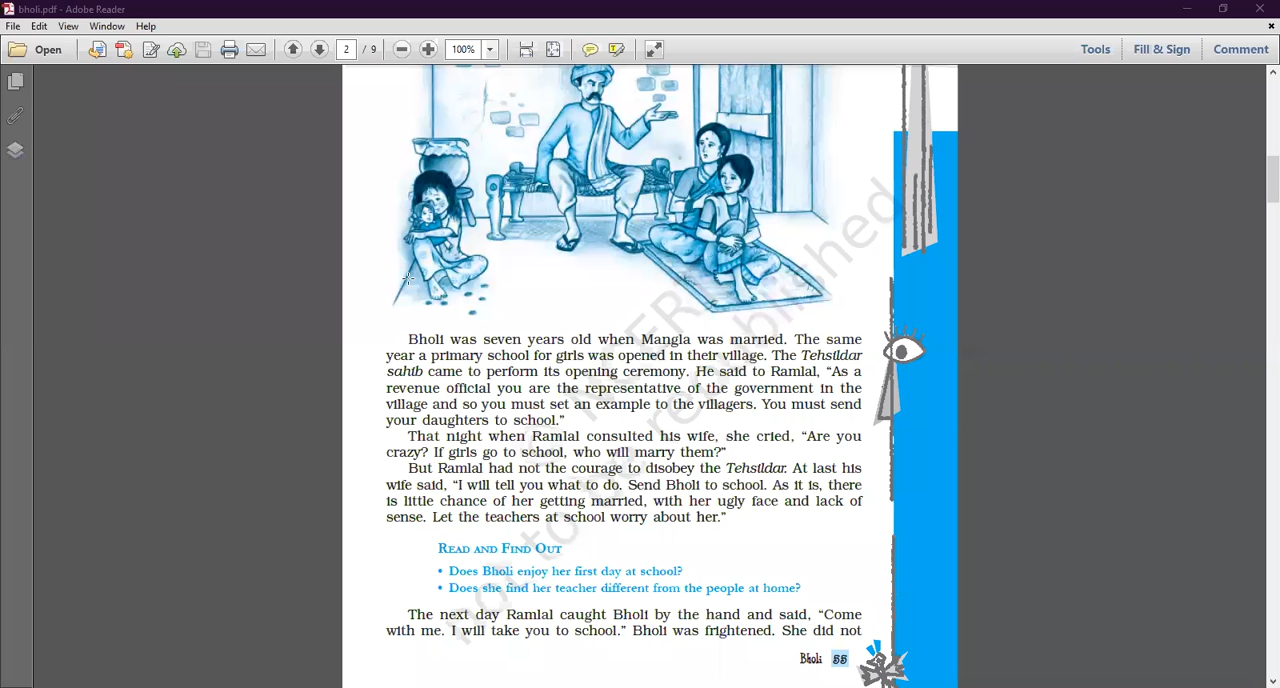 bholi.pdf - Adobe Reader
File Edit View Window Help
Open 2 / 9 100% Tools Fill & Sign Comment
Bholi was seven years old when Mangla was married. The same
year a primary school for girls was opened in their village. The Tehsildar
sahib came to perform its opening ceremony. He said to Ramlal, “As a
revenue official you are the representative of the government in the
village and so you must set an example to the villagers. You must send
your daughters to school.”
That night when Ramlal consulted his wife, she cried, “Are you
crazy? If girls go to school, who will marry them?”
But Ramlal had not the courage to disobey the Tehsildar. At last his
wife said, “I will tell you what to do. Send Bholi to school. As it is, there
is little chance of her getting married, with her ugly face and lack of
sense. Let the teachers at school worry about her.”
READ AND FIND OUT
• Does Bholi enjoy her first day at school?
• Does she find her teacher different from the people at home?
The next day Ramlal caught Bholi by the hand and said, “Come
with me. I will take you to school.” Bholi was frightened. She did not
Bholi 55
© NCERT
not to be republished